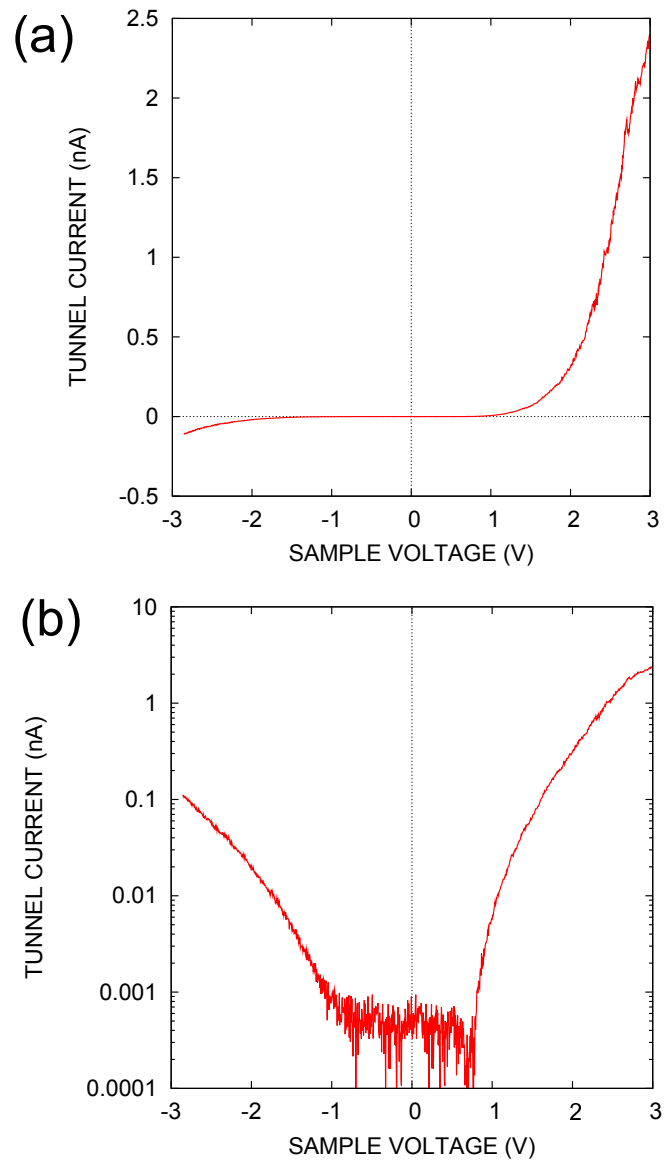 (a)
2.5
2
1.5
1
0.5
0
-0.5
TUNNEL CURRENT (nA)
-3 -2 -1 0 1 2 3
SAMPLE VOLTAGE (V)
(b)
10
1
0.1
0.01
0.001
0.0001
TUNNEL CURRENT (nA)
-3 -2 -1 0 1 2 3
SAMPLE VOLTAGE (V)